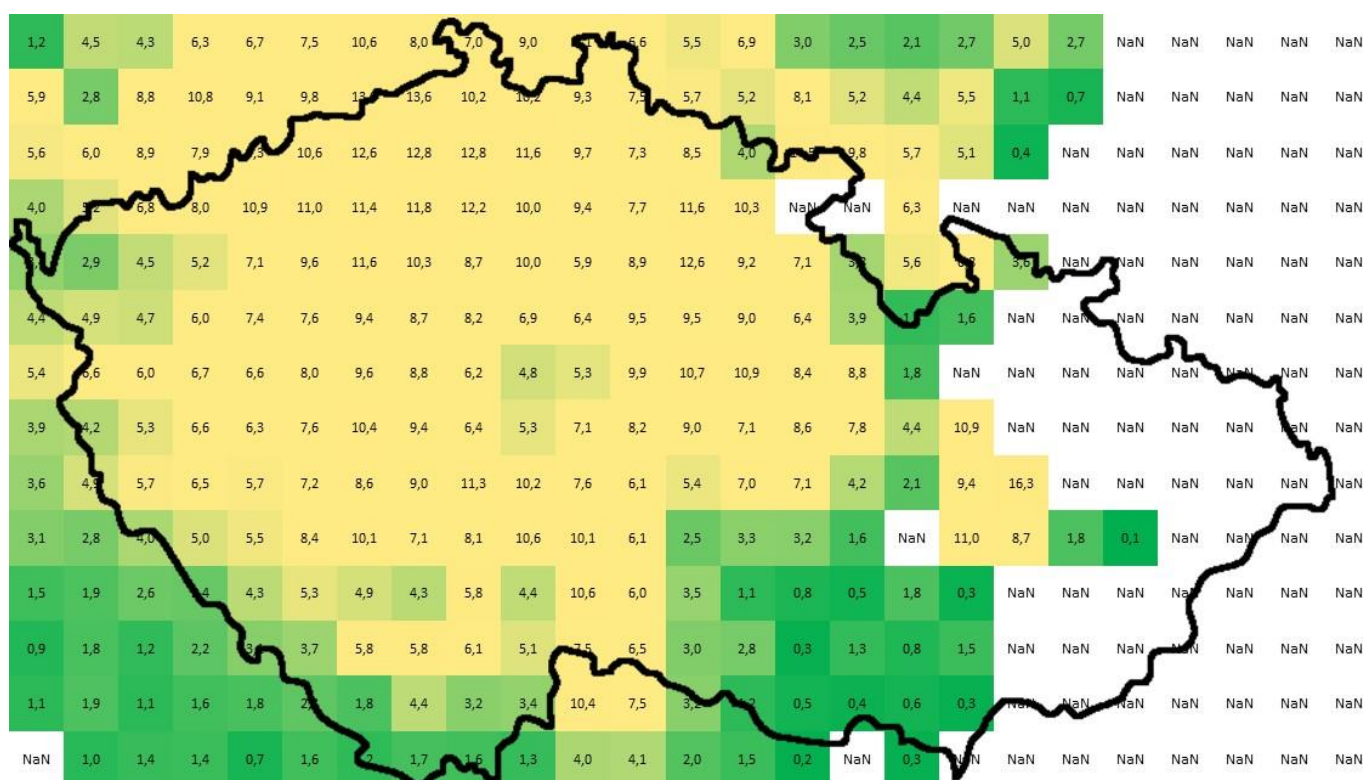 1,2 4,5 4,3 6,3 6,7 7,5 10,6 8,0 7,0 9,0 6,6 5,5 6,9 3,0 2,5 2,1 2,7 5,0 2,7 NaN NaN NaN NaN NaN
5,9 2,8 8,8 10,8 9,1 9,8 13,6 10,2 10,2 9,3 7,5 5,7 5,2 8,1 5,2 4,4 5,5 1,1 0,7 NaN NaN NaN NaN NaN
5,6 6,0 8,9 7,9 10,6 12,6 12,8 12,8 11,6 9,7 7,3 8,5 4,0 9,8 5,7 5,1 0,4 NaN NaN NaN NaN NaN NaN
4,0 5,2 6,8 8,0 10,9 11,0 11,4 11,8 12,2 10,0 9,4 7,7 11,6 10,3 NaN NaN 6,3 NaN NaN NaN NaN NaN NaN NaN NaN
2,9 4,5 5,2 7,1 9,6 11,6 10,3 8,7 10,0 5,9 8,9 12,6 9,2 7,1 5,6 3,6 NaN NaN NaN NaN NaN NaN
4,4 4,9 4,7 6,0 7,4 7,6 9,4 8,7 8,2 6,9 6,4 9,5 9,5 9,0 6,4 3,9 1,6 NaN NaN NaN NaN NaN NaN NaN
5,4 6,6 6,0 6,7 6,6 8,0 9,6 8,8 6,2 4,8 5,3 9,9 10,7 10,9 8,4 8,8 1,8 NaN NaN NaN NaN NaN NaN NaN NaN
3,9 4,2 5,3 6,6 6,3 7,6 10,4 9,4 6,4 5,3 7,1 8,2 9,0 7,1 8,6 7,8 4,4 10,9 NaN NaN NaN NaN NaN NaN NaN
3,6 4,9 5,7 6,5 5,7 7,2 8,6 9,0 11,3 10,2 7,6 6,1 5,4 7,0 7,1 4,2 2,1 9,4 16,3 NaN NaN NaN NaN NaN NaN
3,1 2,8 4,0 5,0 5,5 8,4 10,1 7,1 8,1 10,6 10,1 6,1 2,5 3,3 3,2 1,6 NaN 11,0 8,7 1,8 0,1 NaN NaN NaN NaN
1,5 1,9 2,6 4,3 5,3 4,9 4,3 5,8 4,4 10,6 6,0 3,5 1,1 0,8 0,5 1,8 0,3 NaN NaN NaN NaN NaN NaN NaN
0,9 1,8 1,2 2,2 3,7 5,8 5,8 6,1 5,1 7,5 6,5 3,0 2,8 0,3 1,3 0,8 1,5 NaN NaN NaN NaN NaN NaN NaN
1,1 1,9 1,1 1,6 1,8 1,8 4,4 3,2 3,4 10,4 7,5 0,5 0,4 0,6 0,3 NaN NaN NaN NaN NaN NaN NaN
NaN 1,0 1,4 1,4 0,7 1,6 1,7 1,6 1,3 4,0 4,1 2,0 1,5 0,2 NaN 0,3 NaN NaN NaN NaN NaN NaN NaN NaN